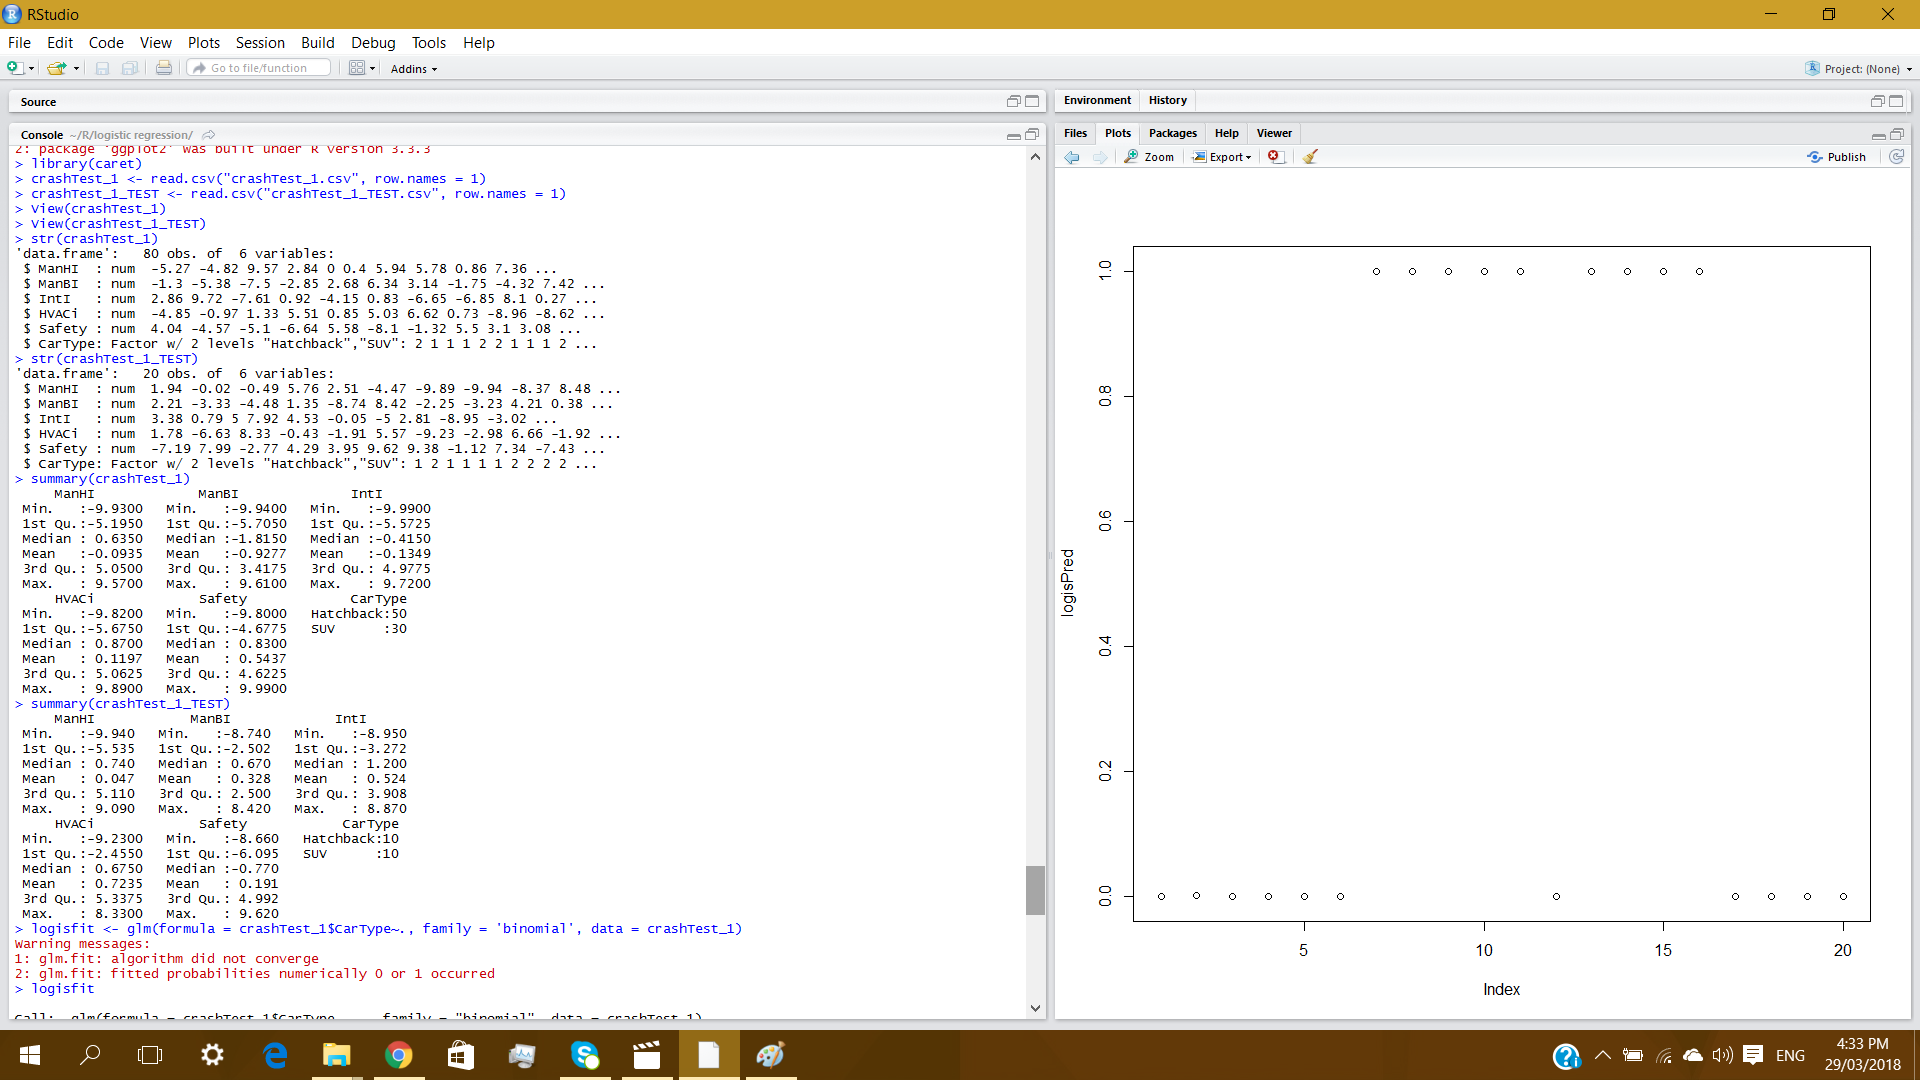 RStudio
File Edit Code View Plots Session Build Debug Tools Help
Go to file/function Addins Project: (None)
Source
Console ~/R/logistic regression/
2: package 'ggplot2' was built under R version 3.3.3
> library(caret)
> crashTest_1 <- read.csv("crashTest_1.csv", row.names = 1)
> crashTest_1_TEST <- read.csv("crashTest_1_TEST.csv", row.names = 1)
> View(crashTest_1)
> View(crashTest_1_TEST)
> str(crashTest_1)
'data.frame':   80 obs. of  6 variables:
 $ ManHI  : num  -5.27 -4.82 9.57 2.84 0 0.4 5.94 5.78 0.86 7.36 ...
 $ ManBI  : num  -1.3 -5.38 -7.5 -2.85 2.68 6.34 3.14 -1.75 -4.32 7.42 ...
 $ IntI   : num  2.86 9.72 -7.61 0.92 -4.15 0.83 -6.65 -6.85 8.1 0.27 ...
 $ HVACi  : num  -4.85 -0.97 1.33 5.51 0.85 5.03 6.62 0.73 -8.96 -8.62 ...
 $ Safety : num  4.04 -4.57 -5.1 -6.64 5.58 -8.1 -1.32 5.5 3.1 3.08 ...
 $ CarType: Factor w/ 2 levels "Hatchback","SUV": 2 1 1 1 2 2 1 1 1 2 ...
> str(crashTest_1_TEST)
'data.frame':   20 obs. of  6 variables:
 $ ManHI  : num  1.94 -0.02 -0.49 5.76 2.51 -4.47 -9.89 -9.94 -8.37 8.48 ...
 $ ManBI  : num  2.21 -3.33 -4.48 1.35 -8.74 8.42 -2.25 -3.23 4.21 0.38 ...
 $ IntI   : num  3.38 0.79 5 7.92 4.53 -0.05 -5 2.81 -8.95 -3.02 ...
 $ HVACi  : num  1.78 -6.63 8.33 -0.43 -1.91 5.57 -9.23 -2.98 6.66 -1.92 ...
 $ Safety : num  -7.19 7.99 -2.77 4.29 3.95 9.62 9.38 -1.12 7.34 -7.43 ...
 $ CarType: Factor w/ 2 levels "Hatchback","SUV": 1 2 1 1 1 1 2 2 2 2 ...
> summary(crashTest_1)
     ManHI             ManBI              IntI
 Min.   :-9.9300   Min.   :-9.9400   Min.   :-9.9900
 1st Qu.:-5.1950   1st Qu.:-5.7050   1st Qu.:-5.5725
 Median : 0.6350   Median :-1.8150   Median :-0.4150
 Mean   :-0.0935   Mean   :-0.9277   Mean   :-0.1349
 3rd Qu.: 5.0500   3rd Qu.: 3.4175   3rd Qu.: 4.9775
 Max.   : 9.5700   Max.   : 9.6100   Max.   : 9.7200
     HVACi             Safety             CarType
 Min.   :-9.8200   Min.   :-9.8000   Hatchback:50
 1st Qu.:-5.6750   1st Qu.:-4.6775   SUV      :30
 Median : 0.8700   Median : 0.8300
 Mean   : 0.1197   Mean   : 0.5437
 3rd Qu.: 5.0625   3rd Qu.: 4.6225
 Max.   : 9.8900   Max.   : 9.9900
> summary(crashTest_1_TEST)
     ManHI            ManBI            IntI
 Min.   :-9.940   Min.   :-8.740   Min.   :-8.950
 1st Qu.:-5.535   1st Qu.:-2.502   1st Qu.:-3.272
 Median : 0.740   Median : 0.670   Median : 1.200
 Mean   : 0.047   Mean   : 0.328   Mean   : 0.524
 3rd Qu.: 5.110   3rd Qu.: 2.500   3rd Qu.: 3.908
 Max.   : 9.090   Max.   : 8.420   Max.   : 8.870
     HVACi             Safety            CarType
 Min.   :-9.2300   Min.   :-8.660   Hatchback:10
 1st Qu.:-2.4550   1st Qu.:-6.095   SUV      :10
 Median : 0.6750   Median :-0.770
 Mean   : 0.7235   Mean   : 0.191
 3rd Qu.: 5.3375   3rd Qu.: 4.992
 Max.   : 8.3300   Max.   : 9.620
> logisfit <- glm(formula = crashTest_1$CarType~., family = 'binomial', data = crashTest_1)
Warning messages:
1: glm.fit: algorithm did not converge
2: glm.fit: fitted probabilities numerically 0 or 1 occurred
> logisfit
Call:  glm(formula = crashTest_1$CarType ~ ., family = "binomial", data = crashTest_1)
Environment History
Files Plots Packages Help Viewer
Zoom Export Publish
1.0
0.8
0.6
0.4
0.2
0.0
logisPred
5 10 15 20
Index
ENG
4:33 PM
29/03/2018